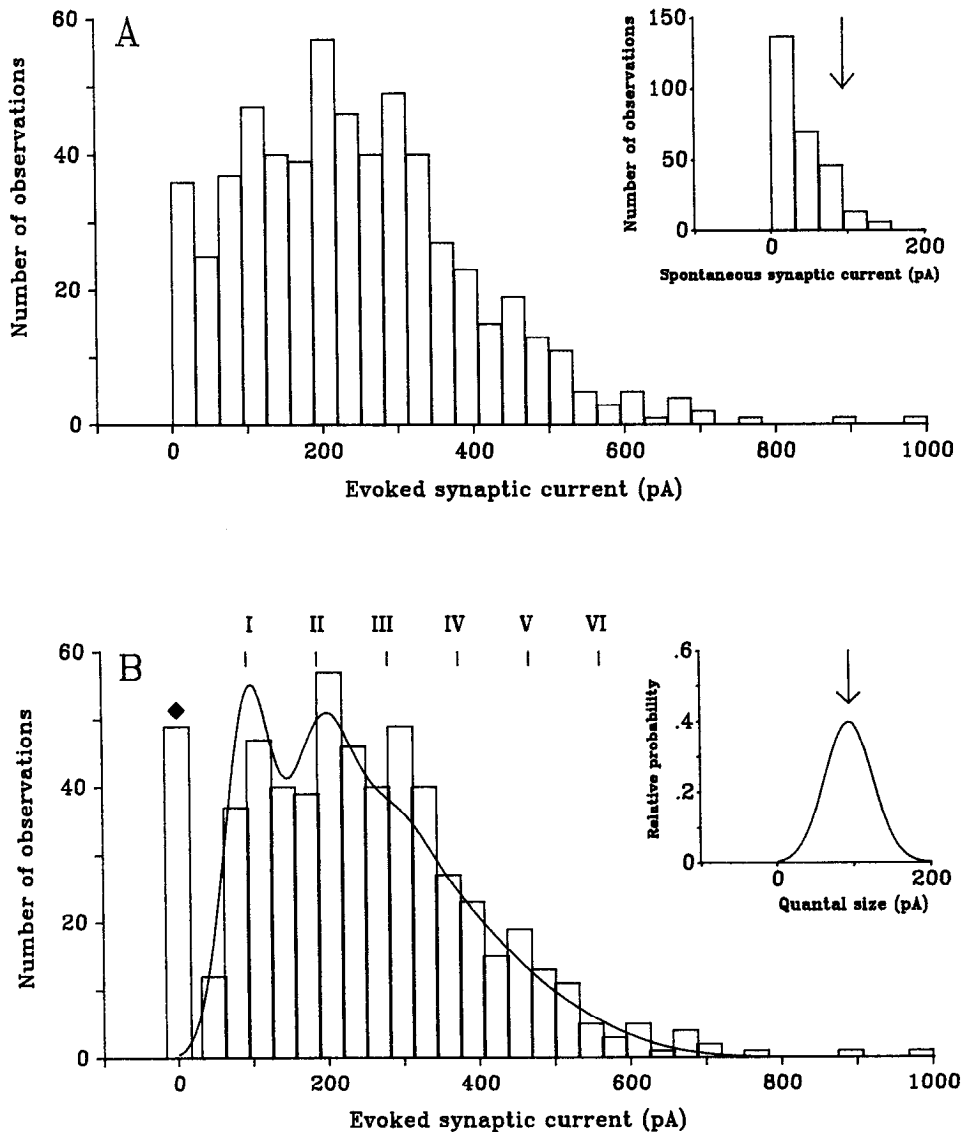 A
60
40
20
0
Number of observations
0 200 400 600 800 1000
Evoked synaptic current (pA)
150
100
50
0
Number of observations
0 200
Spontaneous synaptic current (pA)
I II III IV V VI
B
60
40
20
0
Number of observations
0 200 400 600 800 1000
Evoked synaptic current (pA)
.6
.4
.2
0
Relative probability
0 200
Quantal size (pA)